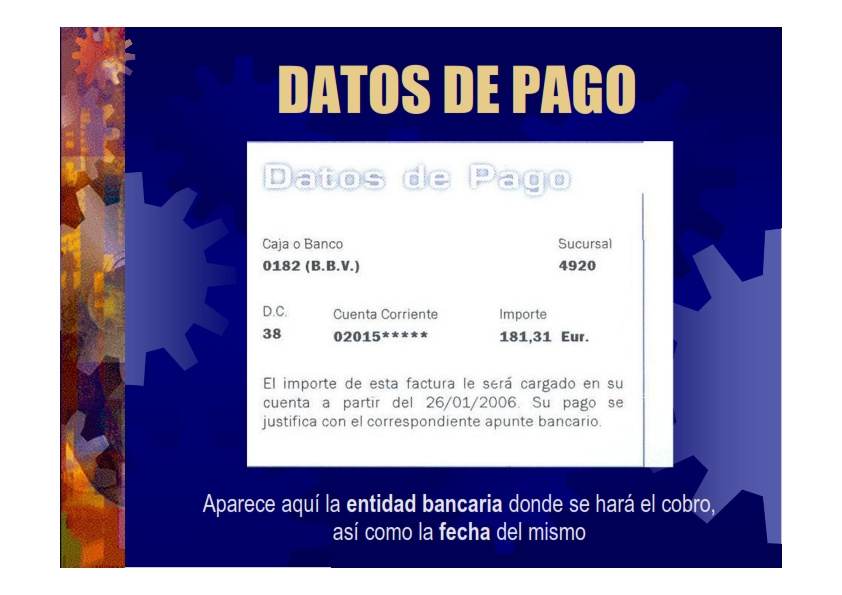 DATOS DE PAGO
Datos de Pago
Caja o Banco Sucursal
0182 (B.B.V.) 4920
D.C. Cuenta Corriente Importe
38 02015***** 181,31 Eur.
El importe de esta factura le será cargado en su
cuenta a partir del 26/01/2006. Su pago se
justifica con el correspondiente apunte bancario.
Aparece aquí la entidad bancaria donde se hará el cobro,
así como la fecha del mismo